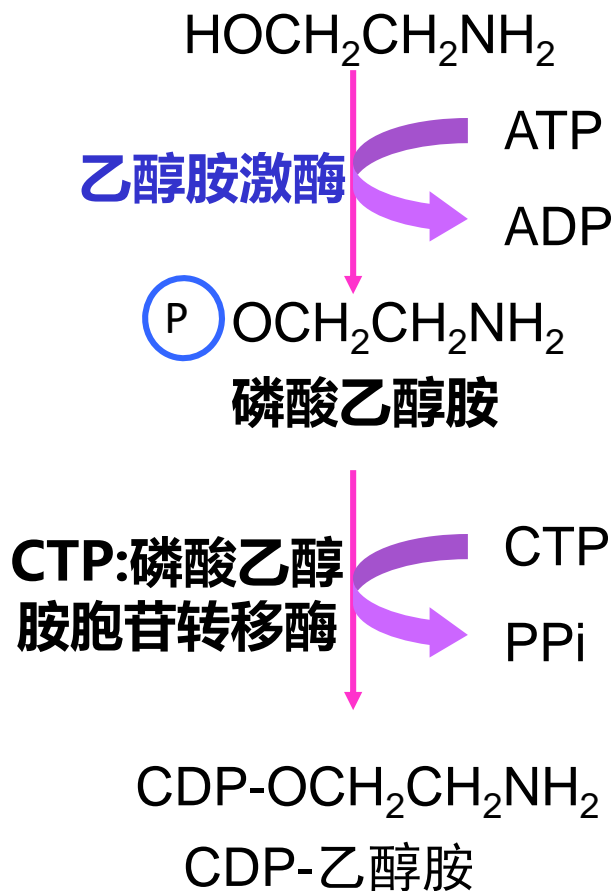 HOCH₂CH₂NH₂
ATP
乙醇胺激酶
ADP
P OCH₂CH₂NH₂
磷酸乙醇胺
CTP:磷酸乙醇
胺胞苷转移酶
CTP
PPi
CDP-OCH₂CH₂NH₂
CDP-乙醇胺